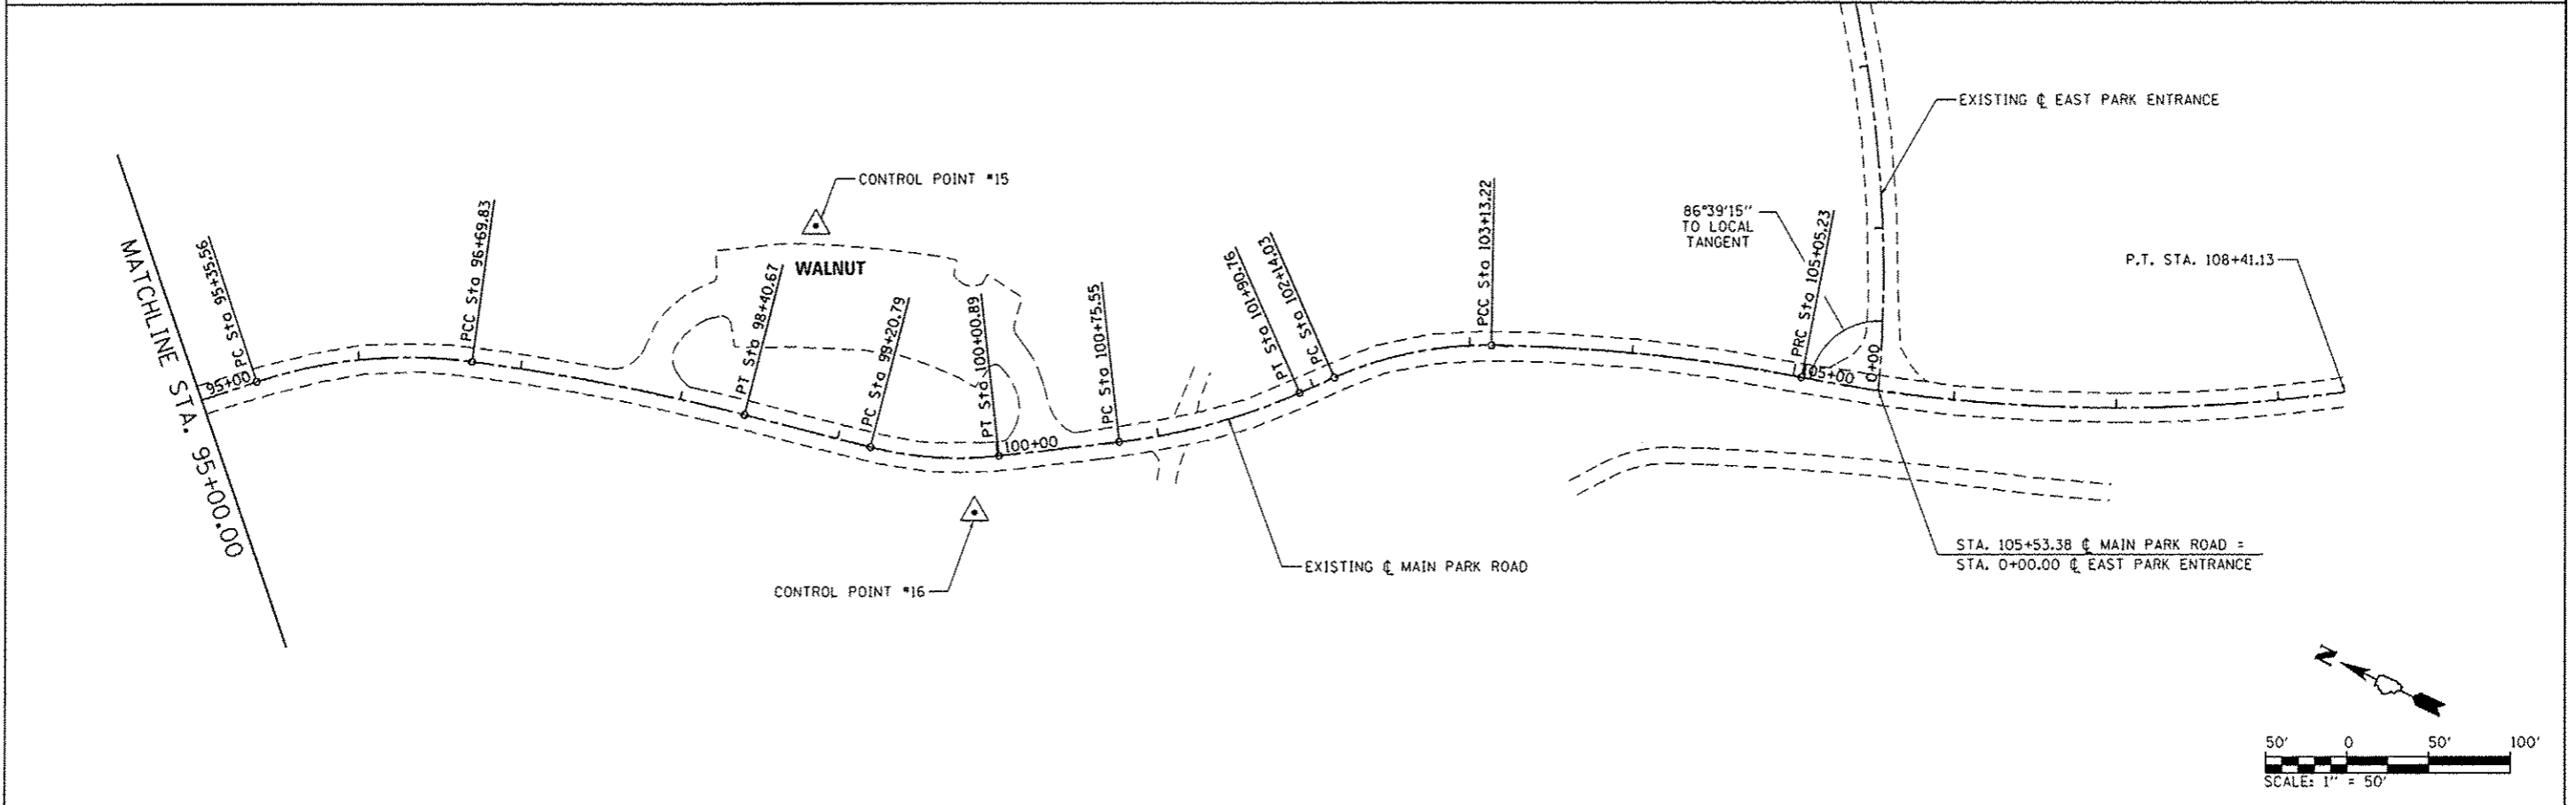 EXISTING ℄ EAST PARK ENTRANCE
CONTROL POINT #15
86°39'15"
TO LOCAL
TANGENT
PCC Sta 96+69.83
PC Sta 95+35.56
MATCHLINE STA. 95+00.00
95+00
WALNUT
PT Sta 98+40.67
PC Sta 99+20.79
PT Sta 100+00.89
100+00
PC Sta 100+75.55
PT Sta 101+90.76
PC Sta 102+14.03
PCC Sta 103+13.22
PRC Sta 105+05.23
105+00
0+00
P.T. STA. 108+41.13
STA. 105+53.38 ℄ MAIN PARK ROAD =
STA. 0+00.00 ℄ EAST PARK ENTRANCE
EXISTING ℄ MAIN PARK ROAD
CONTROL POINT #16
N
50' 0 50' 100'
SCALE: 1" = 50'